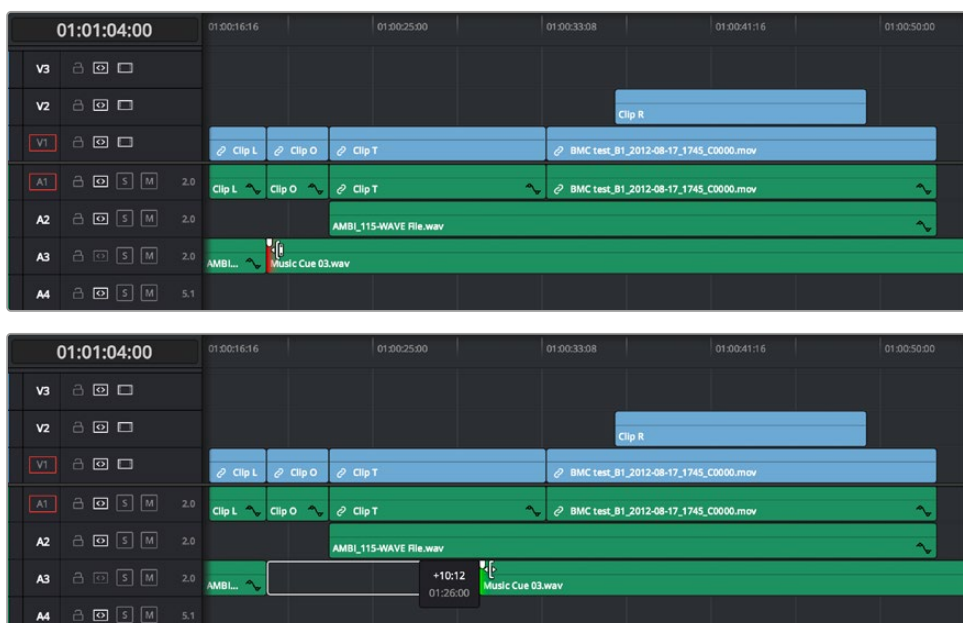 01:01:04:00 01:00:16:16 01:00:25:00 01:00:33:08 01:00:41:16 01:00:50:00
V3
V2 Clip R
V1 Clip L Clip O Clip T BMC test_B1_2012-08-17_1745_C0000.mov
A1 S M 2.0 Clip L Clip O Clip T BMC test_B1_2012-08-17_1745_C0000.mov
A2 S M 2.0 AMBI_115-WAVE File.wav
A3 S M 2.0 AMBI... Music Cue 03.wav
A4 S M 5.1
01:01:04:00 01:00:16:16 01:00:25:00 01:00:33:08 01:00:41:16 01:00:50:00
V3
V2 Clip R
V1 Clip L Clip O Clip T BMC test_B1_2012-08-17_1745_C0000.mov
A1 S M 2.0 Clip L Clip O Clip T BMC test_B1_2012-08-17_1745_C0000.mov
A2 S M 2.0 AMBI_115-WAVE File.wav
A3 S M 2.0 AMBI... +10:12 Music Cue 03.wav
01:26:00
A4 S M 5.1